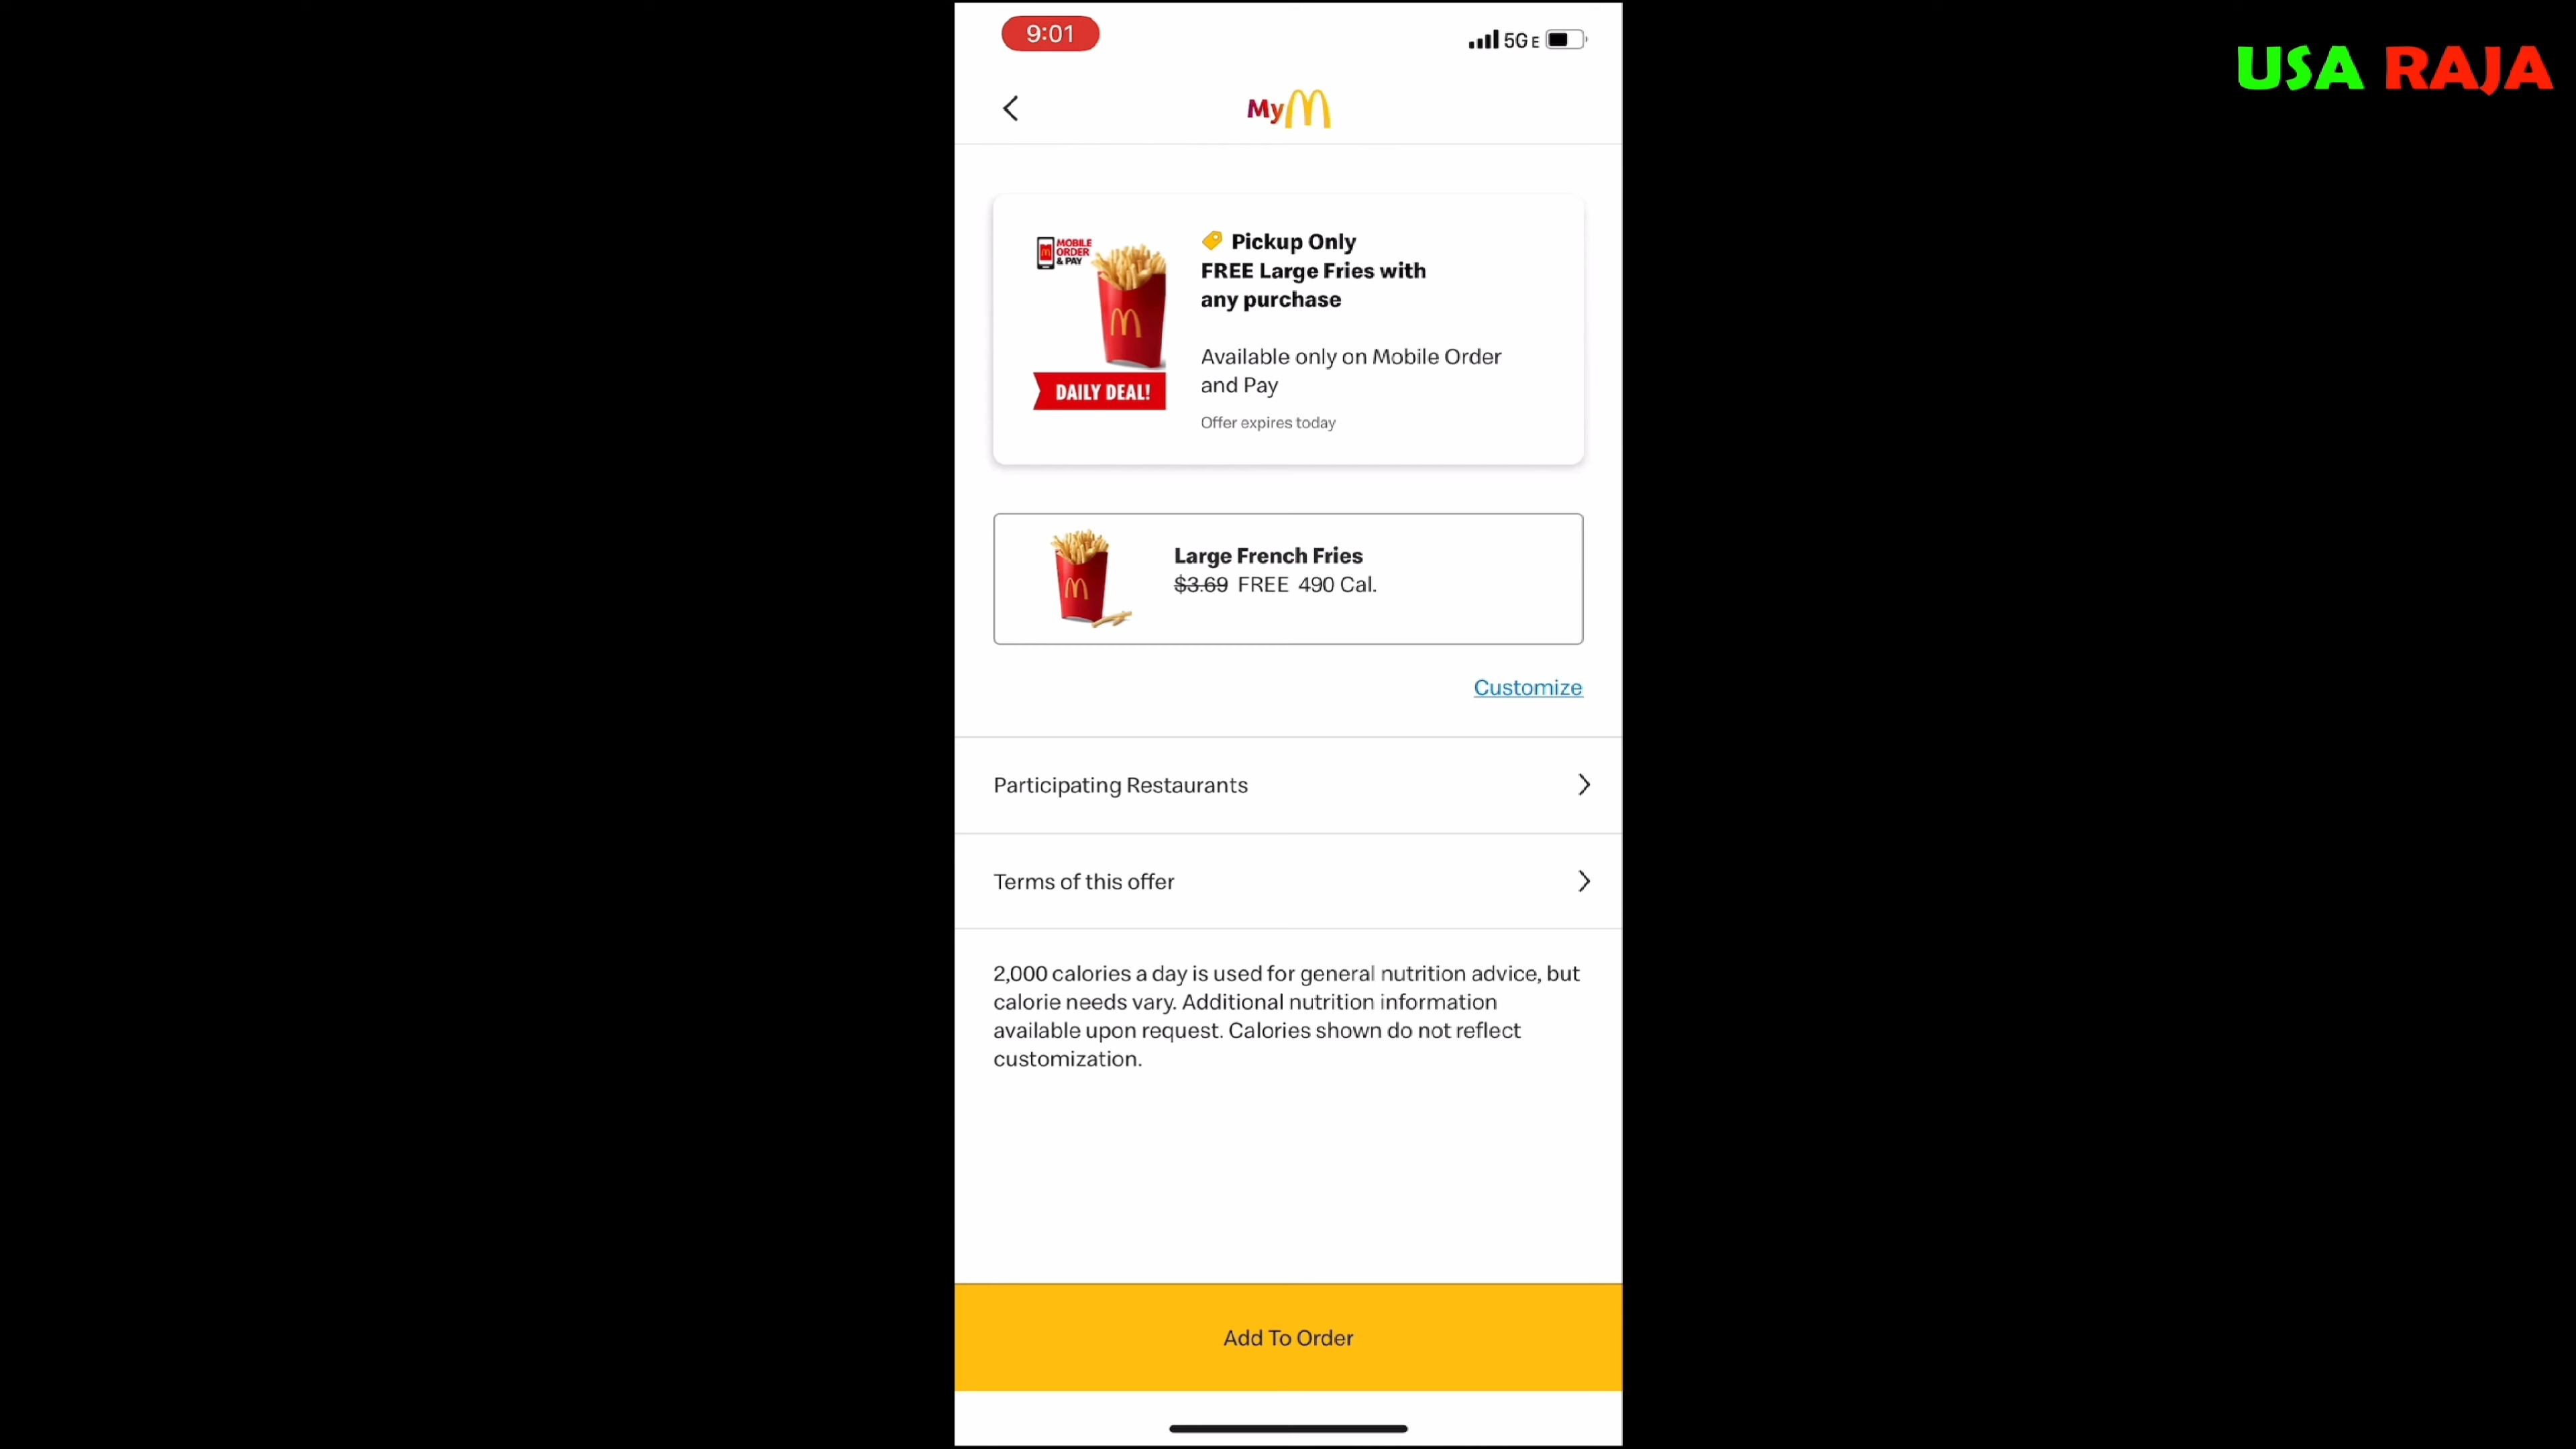 9:01
5GE
USA RAJA
My
MOBILE
ORDER
& PAY
DAILY DEAL!
Pickup Only
FREE Large Fries with
any purchase
Available only on Mobile Order
and Pay
Offer expires today
Large French Fries
$3.69 FREE 490 Cal.
Customize
Participating Restaurants
Terms of this offer
2,000 calories a day is used for general nutrition advice, but
calorie needs vary. Additional nutrition information
available upon request. Calories shown do not reflect
customization.
Add To Order